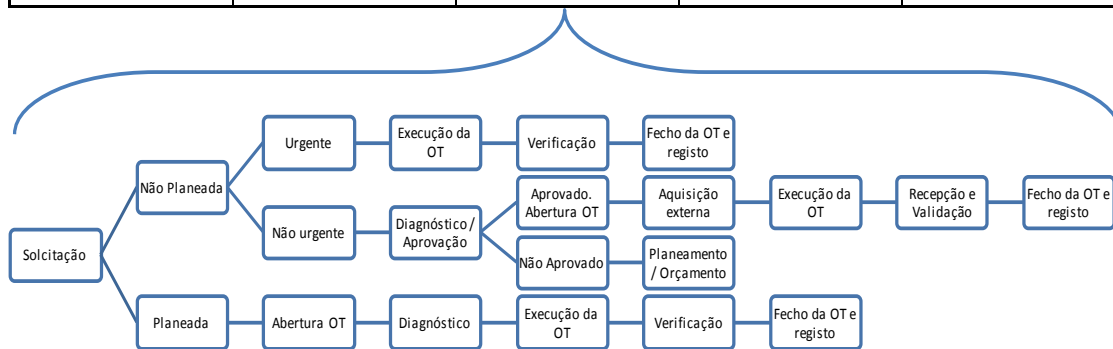 Urgente
Execução da
OT
Verificação
Fecho da OT e
registo
Não Planeada
Não urgente
Diagnóstico /
Aprovação
Aprovado.
Abertura OT
Aquisição
externa
Execução da
OT
Recepção e
Validação
Fecho da OT e
registo
Não Aprovado
Planeamento
/ Orçamento
Solcitação
Planeada
Abertura OT
Diagnóstico
Execução da
OT
Verificação
Fecho da OT e
registo